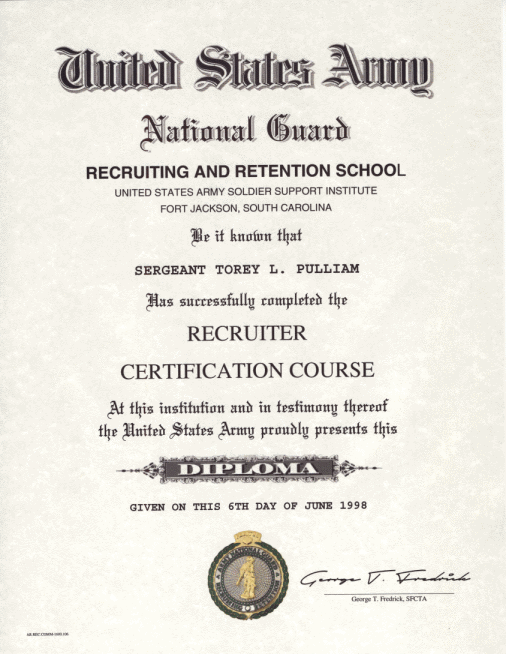 United States Army
National Guard
RECRUITING AND RETENTION SCHOOL
UNITED STATES ARMY SOLDIER SUPPORT INSTITUTE
FORT JACKSON, SOUTH CAROLINA
Be it known that
SERGEANT TOREY L. PULLIAM
Has successfully completed the
RECRUITER
CERTIFICATION COURSE
At this institution and in testimony thereof
the United States Army proudly presents this
DIPLOMA
GIVEN ON THIS 6TH DAY OF JUNE 1998
George T. Fredrick
George T. Fredrick, SFCTA